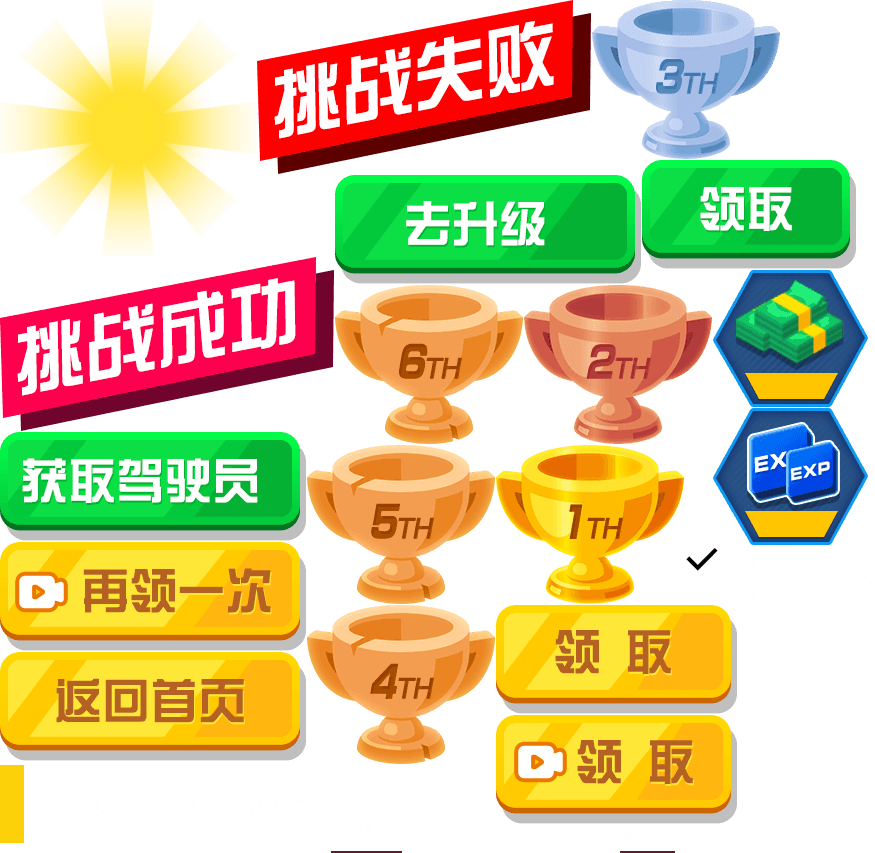 挑战失败
3TH
去升级
领取
挑战成功
6TH
2TH
获取驾驶员
5TH
1TH
EX
EXP
再领一次
4TH
领 取
返回首页
领 取